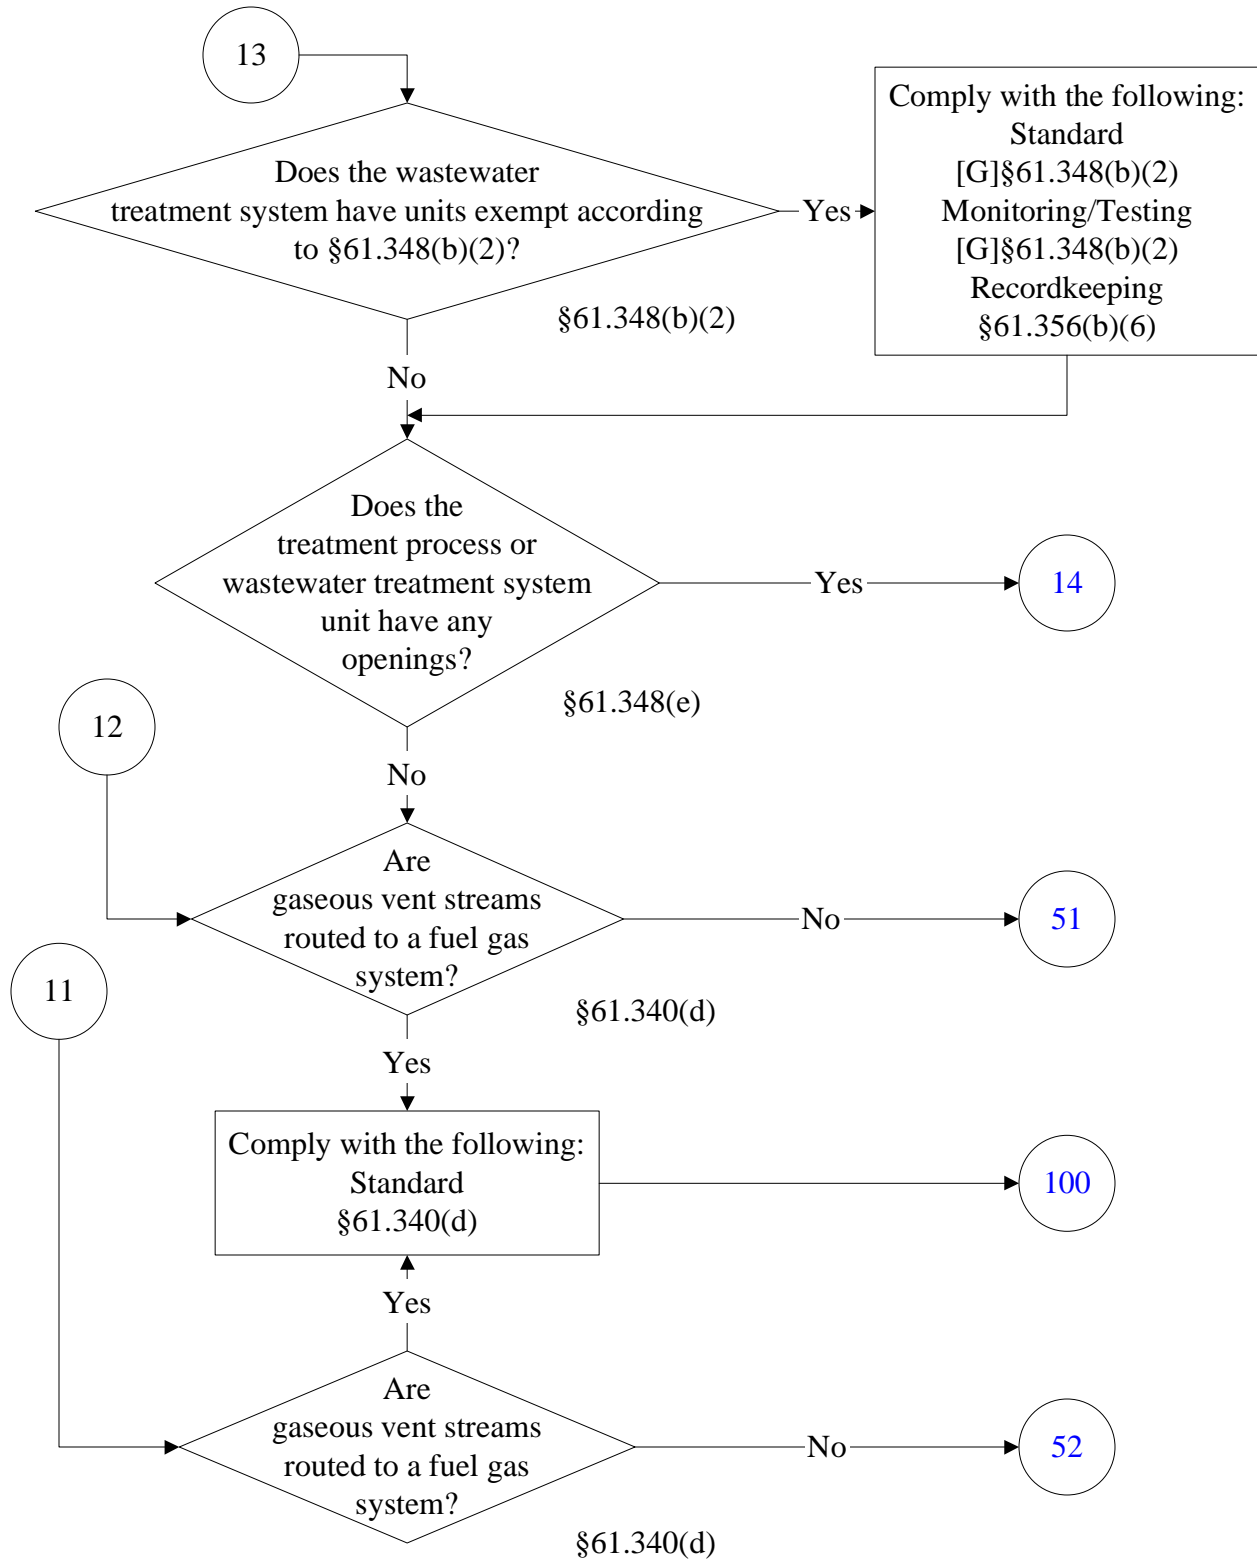 13
Does the wastewater
treatment system have units exempt according
to §61.348(b)(2)?
Yes
Comply with the following:
Standard
[G]§61.348(b)(2)
Monitoring/Testing
[G]§61.348(b)(2)
Recordkeeping
§61.356(b)(6)
§61.348(b)(2)
No
Does the
treatment process or
wastewater treatment system
unit have any
openings?
Yes
14
§61.348(e)
12
No
Are
gaseous vent streams
routed to a fuel gas
system?
No
51
11
§61.340(d)
Yes
Comply with the following:
Standard
§61.340(d)
100
Yes
Are
gaseous vent streams
routed to a fuel gas
system?
No
52
§61.340(d)